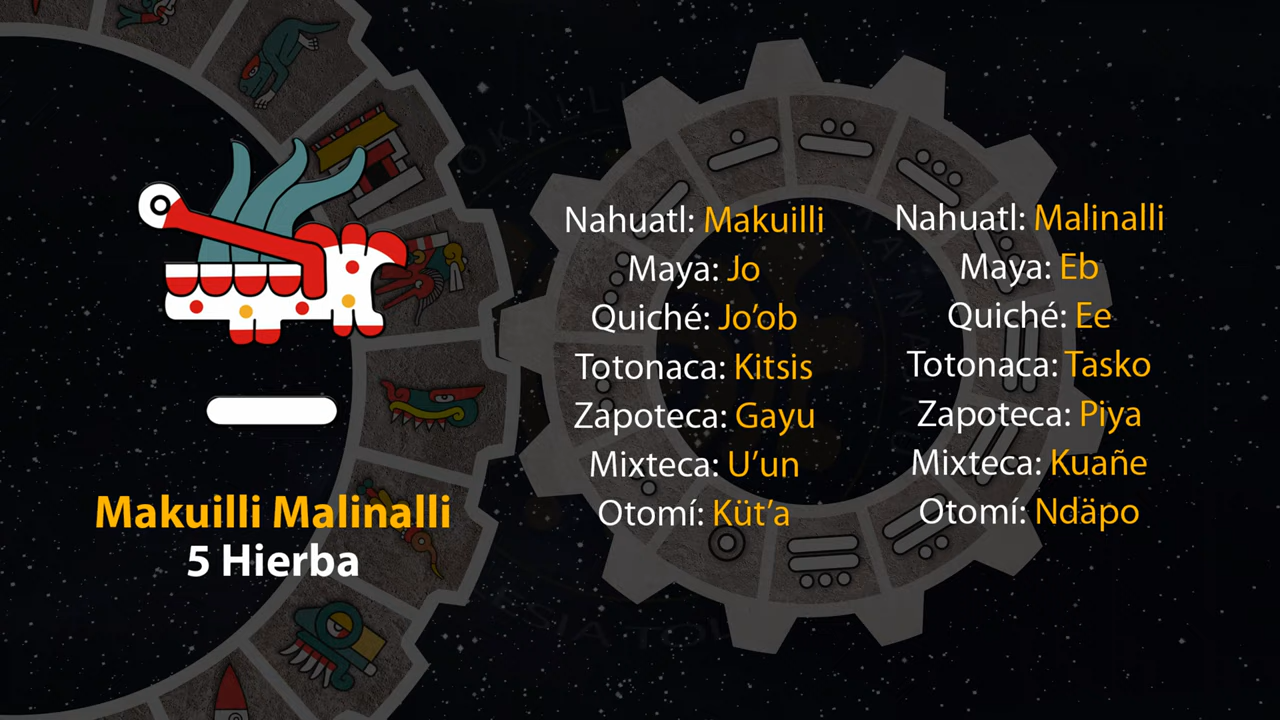 Makuilli Malinalli
5 Hierba
Nahuatl: Makuilli
Maya: Jo
Quiché: Jo’ob
Totonaca: Kitsis
Zapoteca: Gayu
Mixteca: U’un
Otomí: Küt’a
Nahuatl: Malinalli
Maya: Eb
Quiché: Ee
Totonaca: Tasko
Zapoteca: Piya
Mixteca: Kuañe
Otomí: Ndäpo